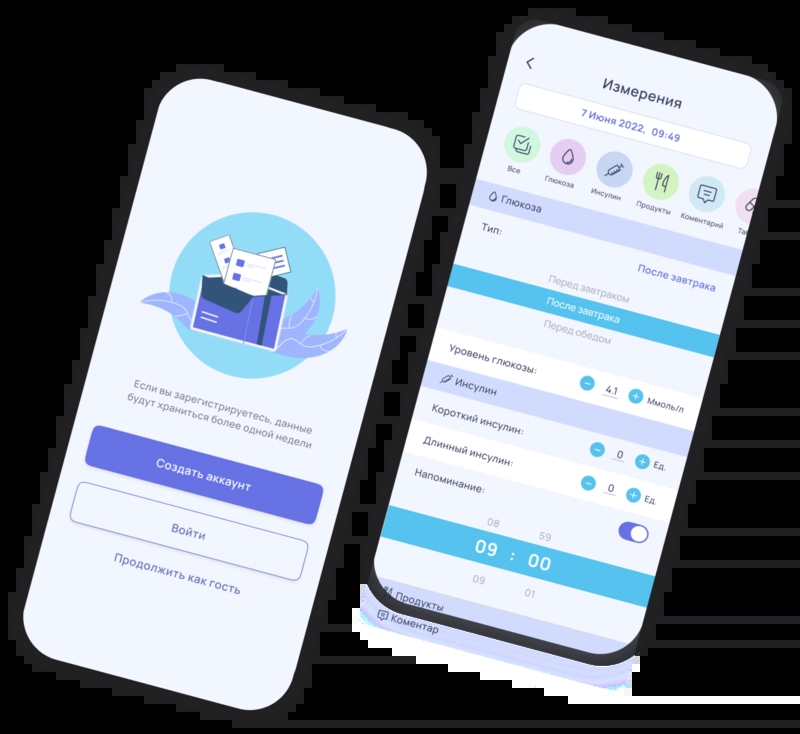 Если вы зарегистрируетесь, данные
будут храниться более одной недели
Создать аккаунт
Войти
Продолжить как гость
Измерения
7 Июня 2022, 09:49
Все Глюкоза Инсулин Продукты Коментарий
Глюкоза
Тип:
После завтрака
Перед завтраком
После завтрака
Перед обедом
Уровень глюкозы: 4.1 Ммоль/л
Инсулин
Короткий инсулин: 0 Ед.
Длинный инсулин: 0 Ед.
Напоминание:
08 59
09 : 00
09 01
Продукты
Коментар